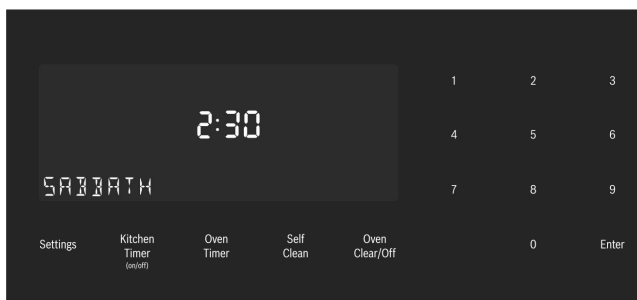 2:30
SABBATH
Settings
Kitchen
Timer
(on/off)
Oven
Timer
Self
Clean
Oven
Clear/Off
1 2 3
4 5 6
7 8 9
0 Enter